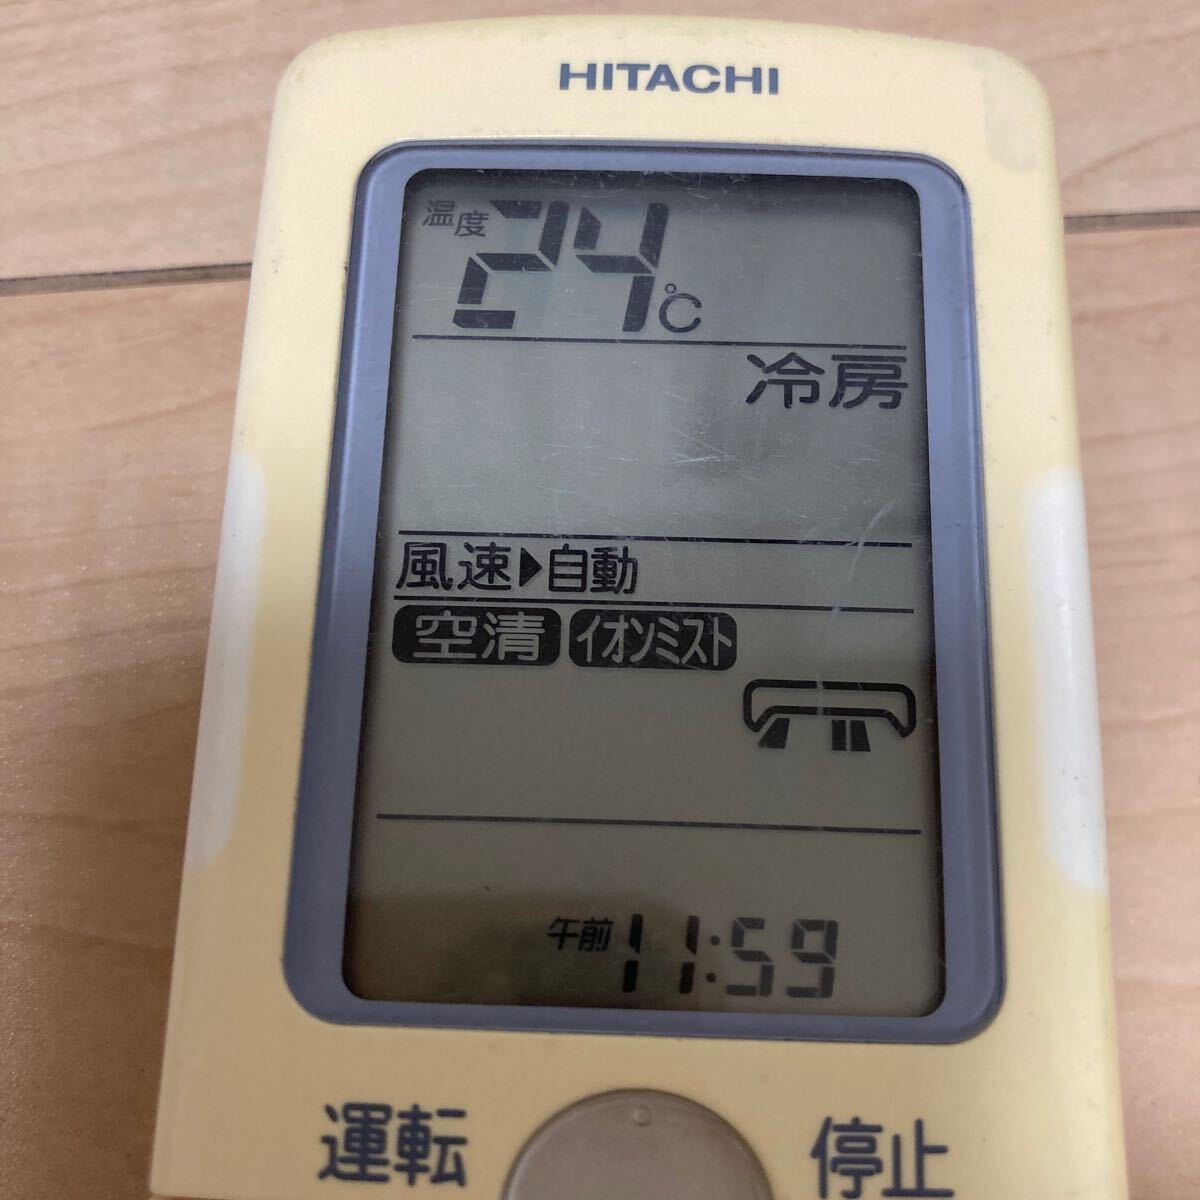 HITACHI
温度 24℃
冷房
風速▶自動
空清 イオンミスト
午前 11:59
運転 停止